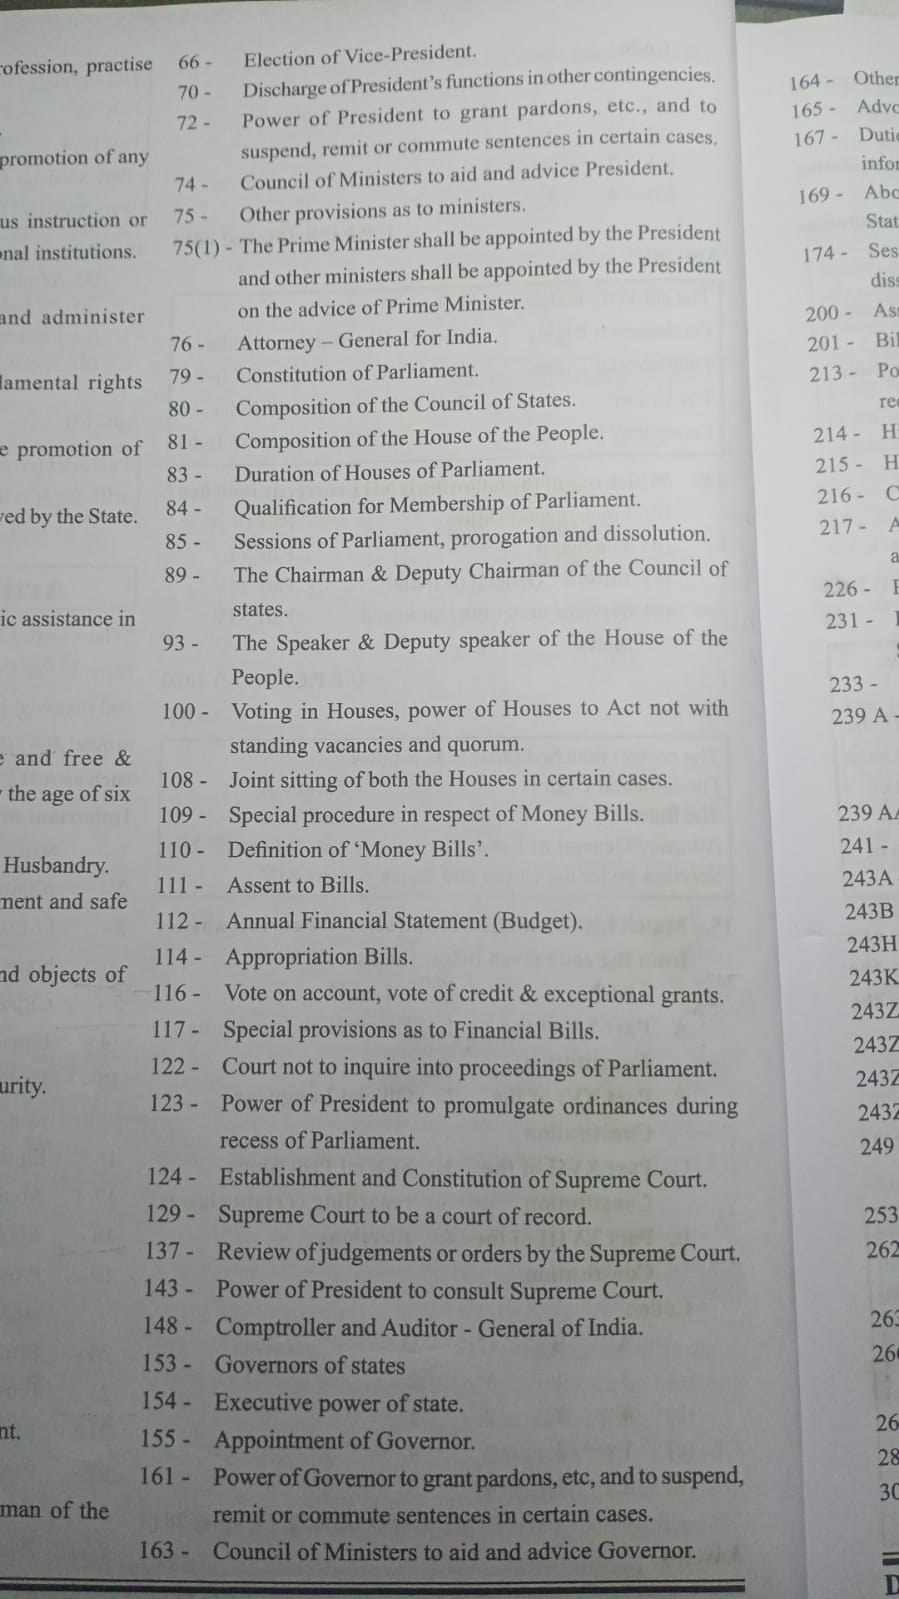 rofession, practise
promotion of any
us instruction or
onal institutions.
and administer
damental rights
e promotion of
ved by the State.
ic assistance in
e and free &
the age of six
Husbandry.
ment and safe
nd objects of
urity.
nt.
man of the
66 - Election of Vice-President.
70 - Discharge of President's functions in other contingencies.
72 - Power of President to grant pardons, etc., and to
suspend, remit or commute sentences in certain cases.
74 - Council of Ministers to aid and advice President.
75 - Other provisions as to ministers.
75(1) - The Prime Minister shall be appointed by the President
and other ministers shall be appointed by the President
on the advice of Prime Minister.
76 - Attorney – General for India.
79 - Constitution of Parliament.
80 - Composition of the Council of States.
81 - Composition of the House of the People.
83 - Duration of Houses of Parliament.
84 - Qualification for Membership of Parliament.
85 - Sessions of Parliament, prorogation and dissolution.
89 - The Chairman & Deputy Chairman of the Council of
states.
93 - The Speaker & Deputy speaker of the House of the
People.
100 - Voting in Houses, power of Houses to Act not with
standing vacancies and quorum.
108 - Joint sitting of both the Houses in certain cases.
109 - Special procedure in respect of Money Bills.
110 - Definition of ‘Money Bills’.
111 - Assent to Bills.
112 - Annual Financial Statement (Budget).
114 - Appropriation Bills.
116 - Vote on account, vote of credit & exceptional grants.
117 - Special provisions as to Financial Bills.
122 - Court not to inquire into proceedings of Parliament.
123 - Power of President to promulgate ordinances during
recess of Parliament.
124 - Establishment and Constitution of Supreme Court.
129 - Supreme Court to be a court of record.
137 - Review of judgements or orders by the Supreme Court.
143 - Power of President to consult Supreme Court.
148 - Comptroller and Auditor - General of India.
153 - Governors of states
154 - Executive power of state.
155 - Appointment of Governor.
161 - Power of Governor to grant pardons, etc, and to suspend,
remit or commute sentences in certain cases.
163 - Council of Ministers to aid and advice Governor.
164 - Other
165 - Advo
167 - Duti
infor
169 - Abo
Stat
174 - Ses
diss
200 - Ass
201 - Bil
213 - Po
re
214 - H
215 - H
216 - C
217 - A
a
226 -
231 -
233 -
239 A -
239 A
241 -
243A
243B
243H
243K
243Z
243Z
243Z
243Z
249
253
262
263
26
26
28
30
D